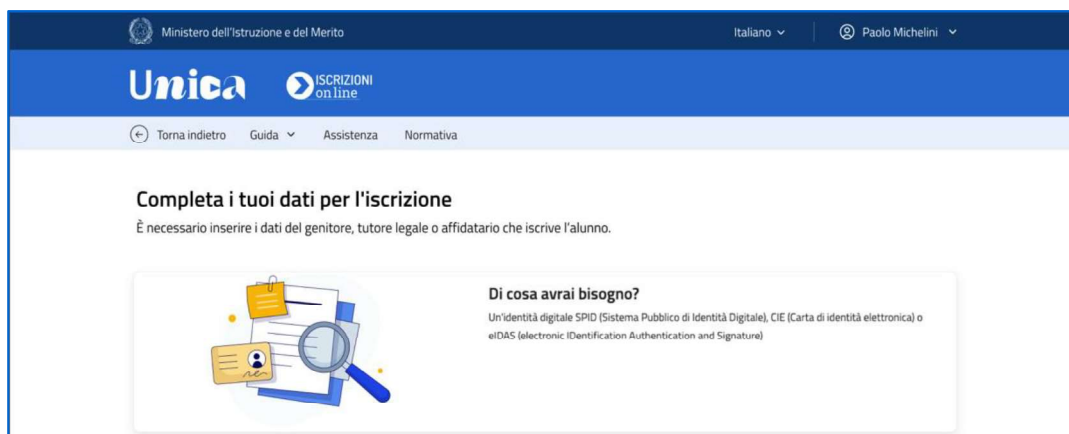 Ministero dell'Istruzione e del Merito
Italiano
Paolo Michelini
Unica
ISCRIZIONI
on line
Torna indietro Guida Assistenza Normativa
Completa i tuoi dati per l'iscrizione
È necessario inserire i dati del genitore, tutore legale o affidatario che iscrive l'alunno.
Di cosa avrai bisogno?
Un'identità digitale SPID (Sistema Pubblico di Identità Digitale), CIE (Carta di identità elettronica) o
eIDAS (electronic IDentification Authentication and Signature)